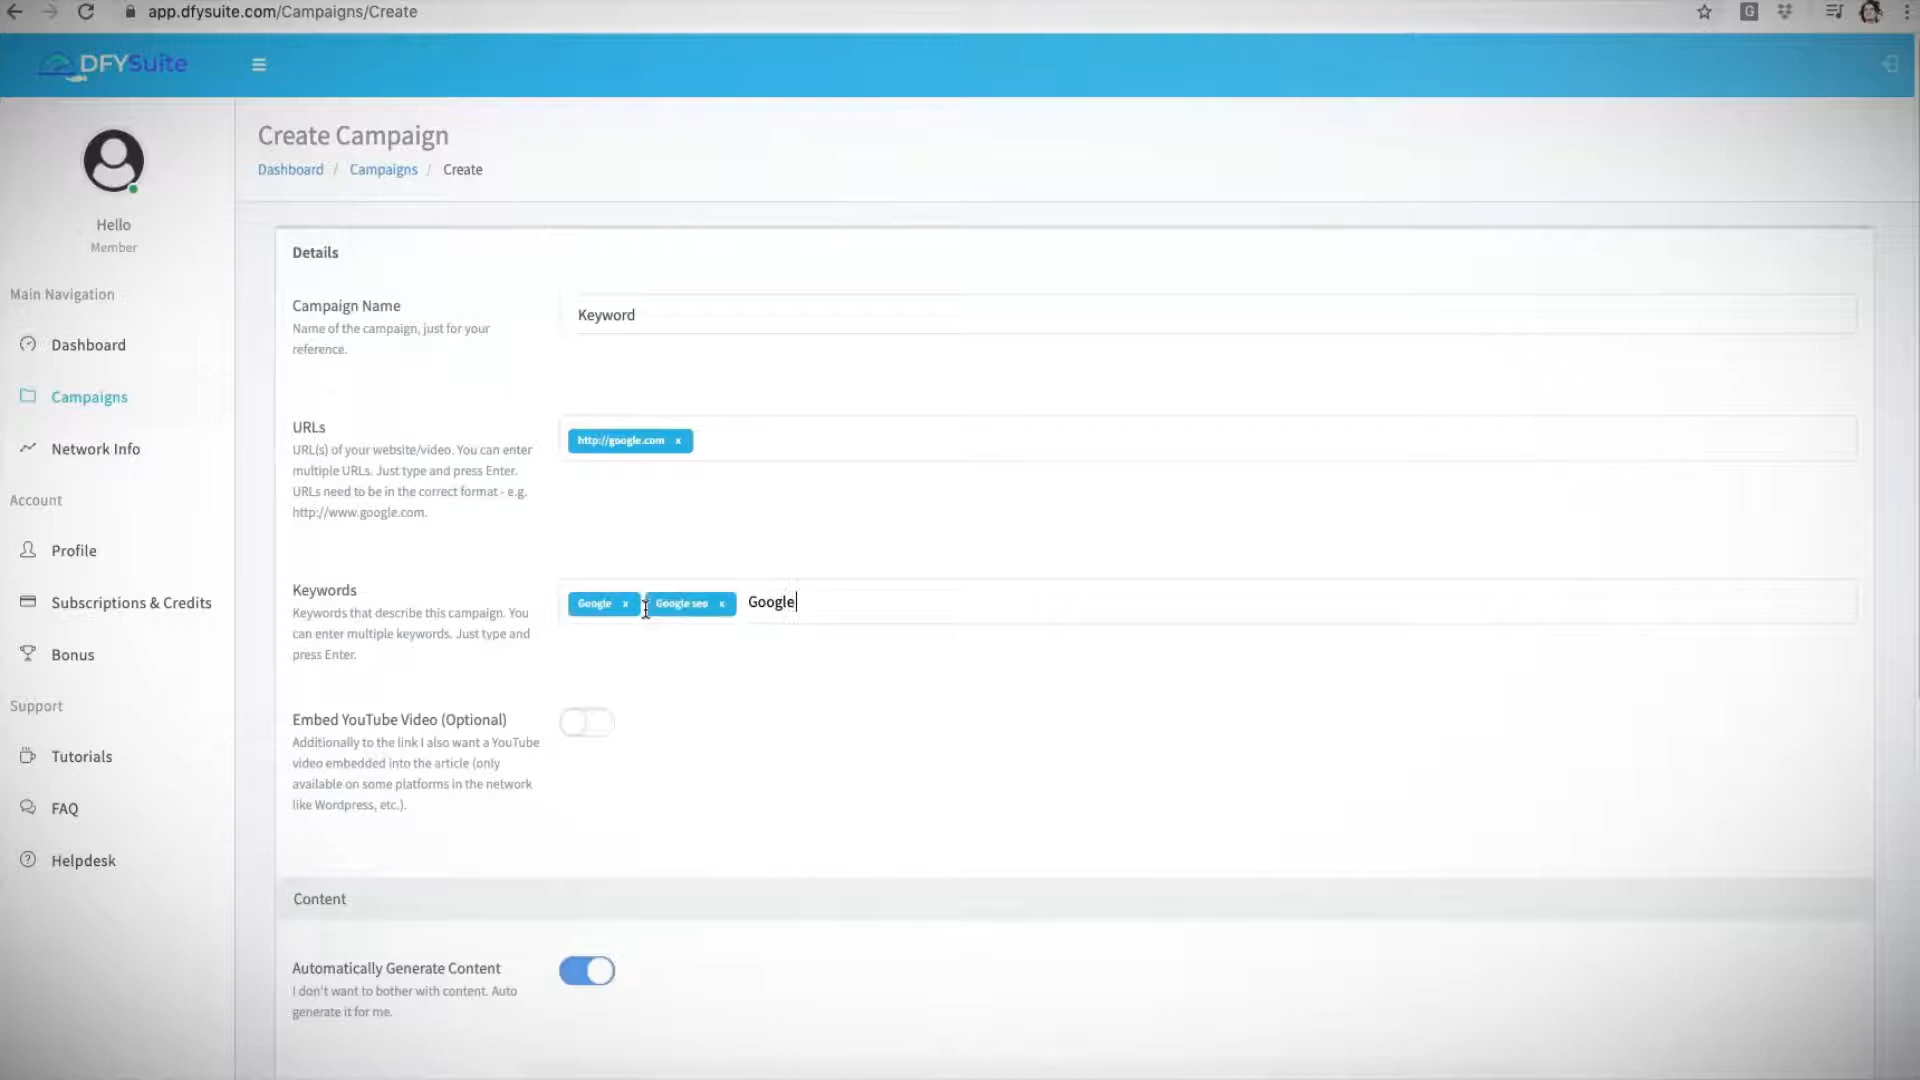 app.dfysuite.com/Campaigns/Create
G
DFYSuite
Hello
Member
Main Navigation
Dashboard
Campaigns
Network Info
Account
Profile
Subscriptions & Credits
Bonus
Support
Tutorials
FAQ
Helpdesk
Create Campaign
Dashboard / Campaigns / Create
Details
Campaign Name
Name of the campaign, just for your
reference.
Keyword
URLs
URL(s) of your website/video. You can enter
multiple URLs. Just type and press Enter.
URLs need to be in the correct format - e.g.
http://www.google.com.
http://google.com x
Keywords
Keywords that describe this campaign. You
can enter multiple keywords. Just type and
press Enter.
Google x Google seo x Google
Embed YouTube Video (Optional)
Additionally to the link I also want a YouTube
video embedded into the article (only
available on some platforms in the network
like Wordpress, etc.).
Content
Automatically Generate Content
I don't want to bother with content. Auto
generate it for me.